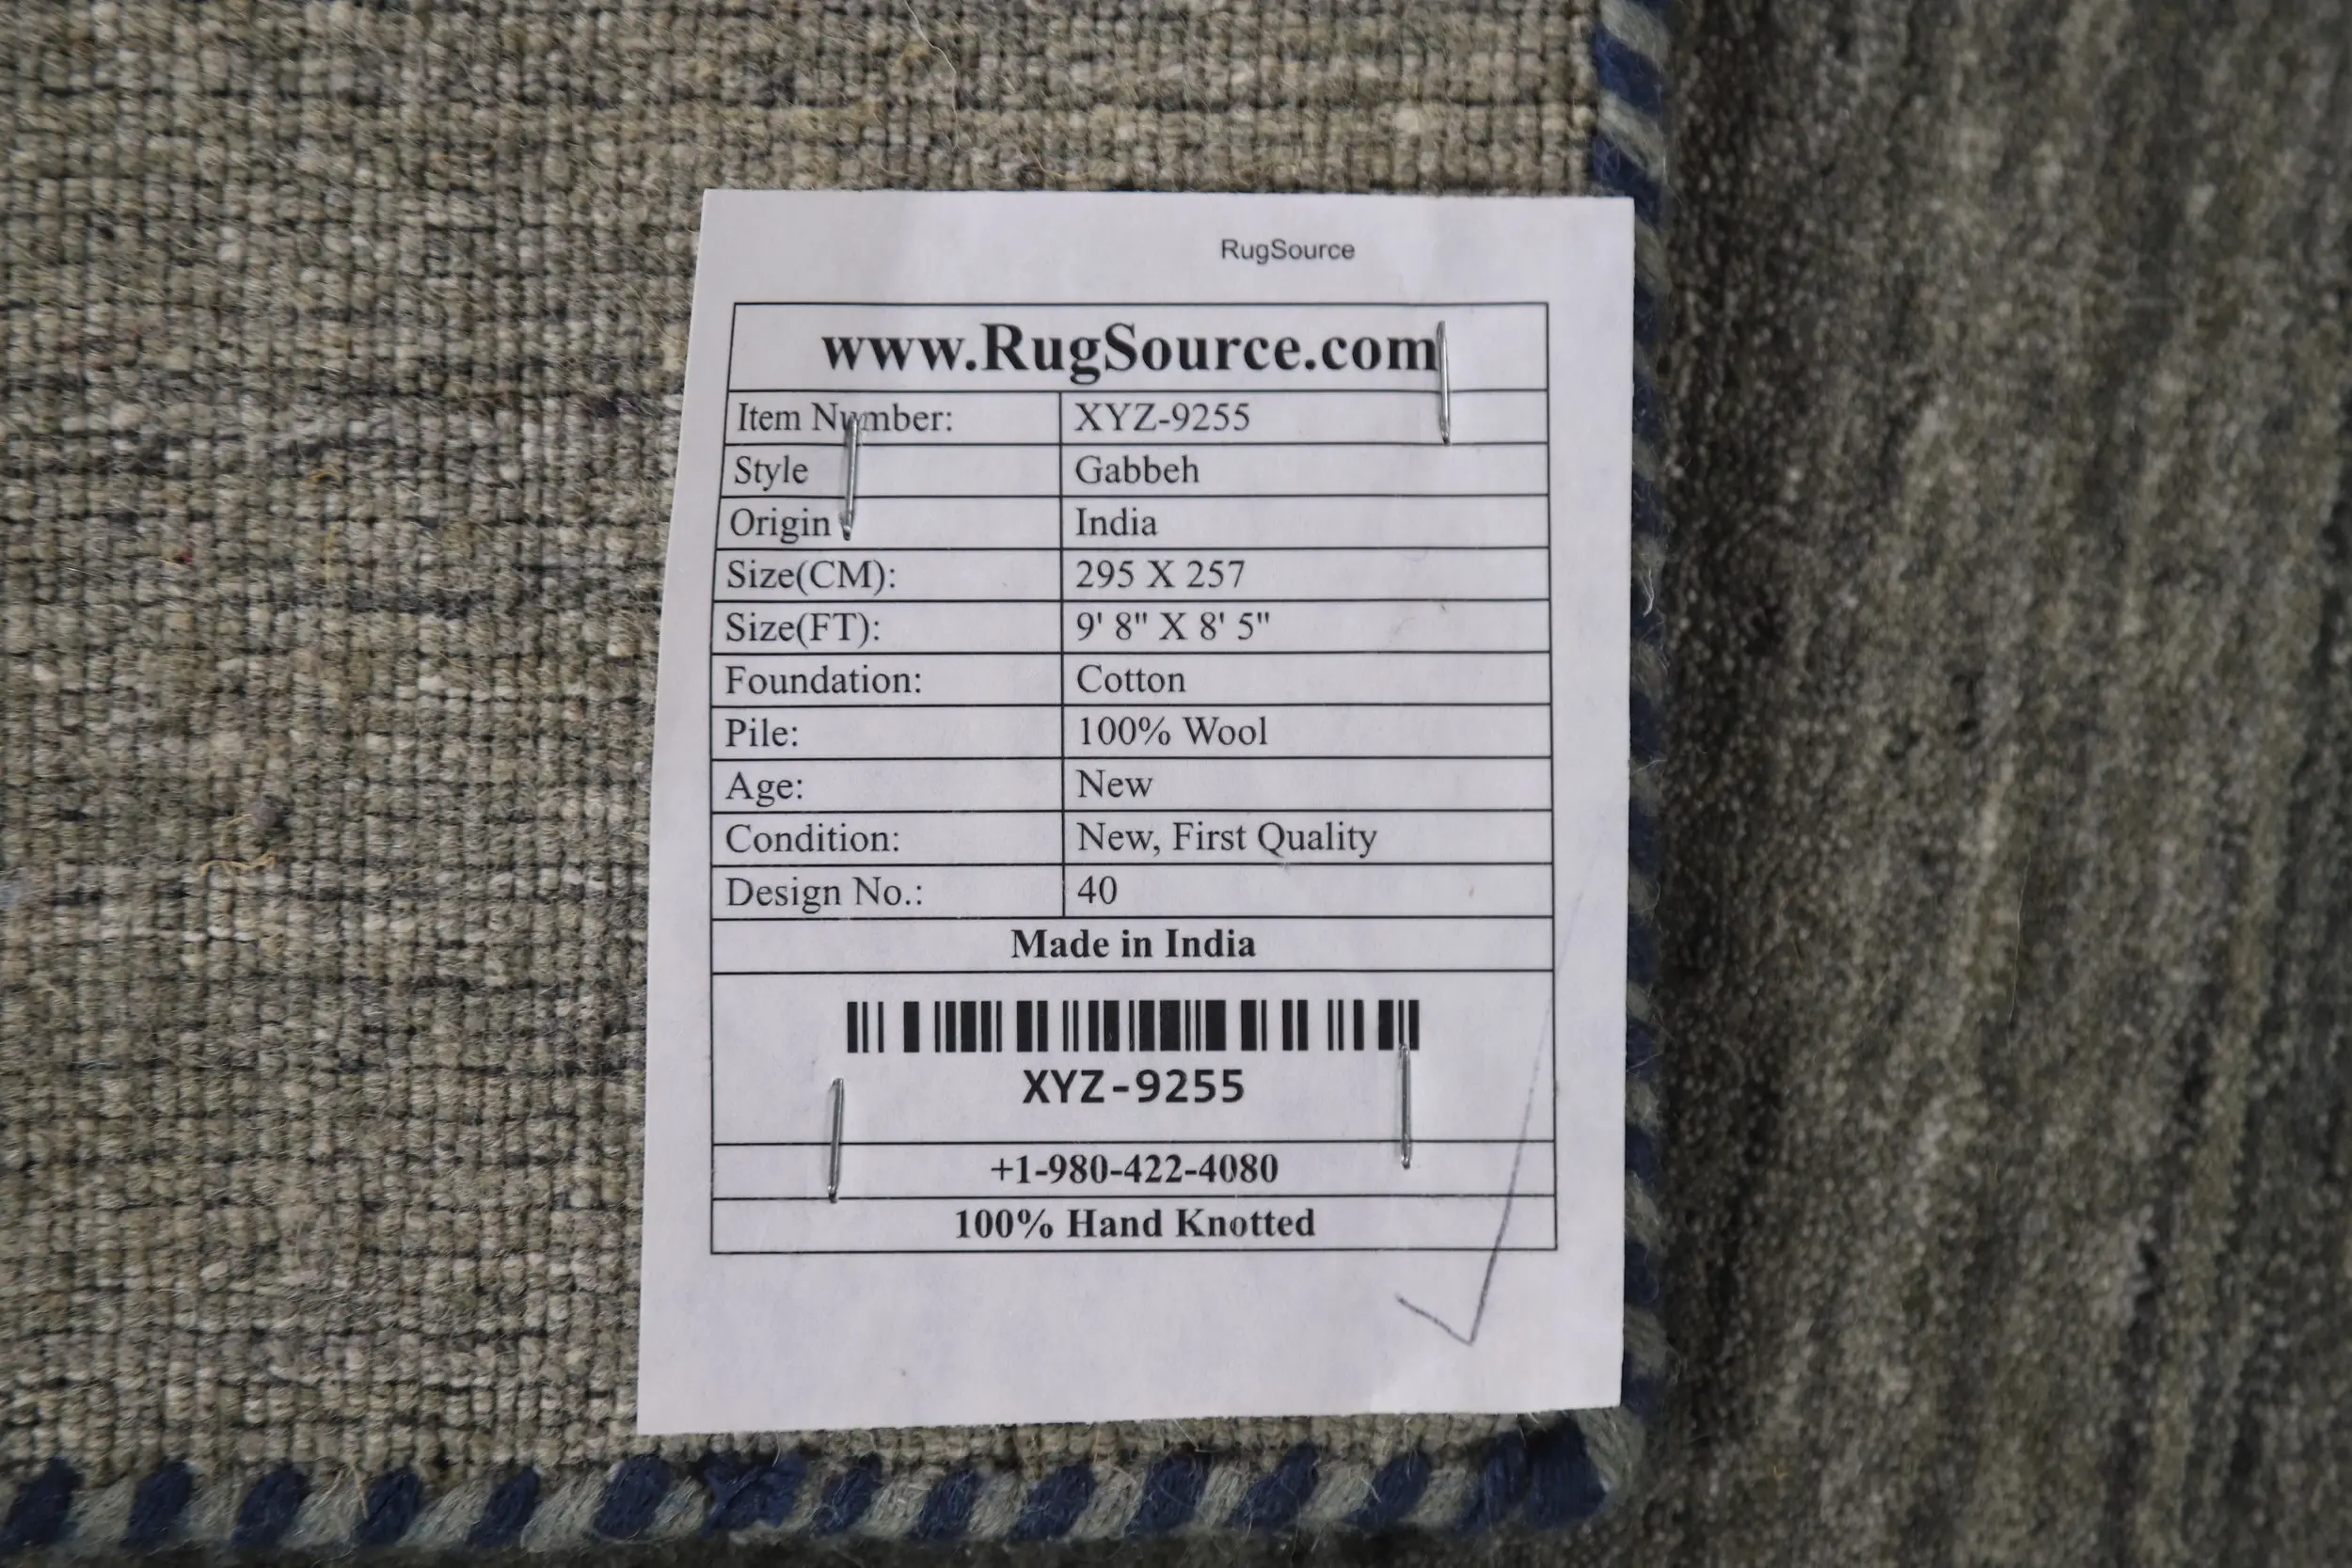 RugSource
www.RugSource.com
Item Number: XYZ-9255
Style Gabbeh
Origin India
Size(CM): 295 X 257
Size(FT): 9' 8" X 8' 5"
Foundation: Cotton
Pile: 100% Wool
Age: New
Condition: New, First Quality
Design No.: 40
Made in India
XYZ-9255
+1-980-422-4080
100% Hand Knotted